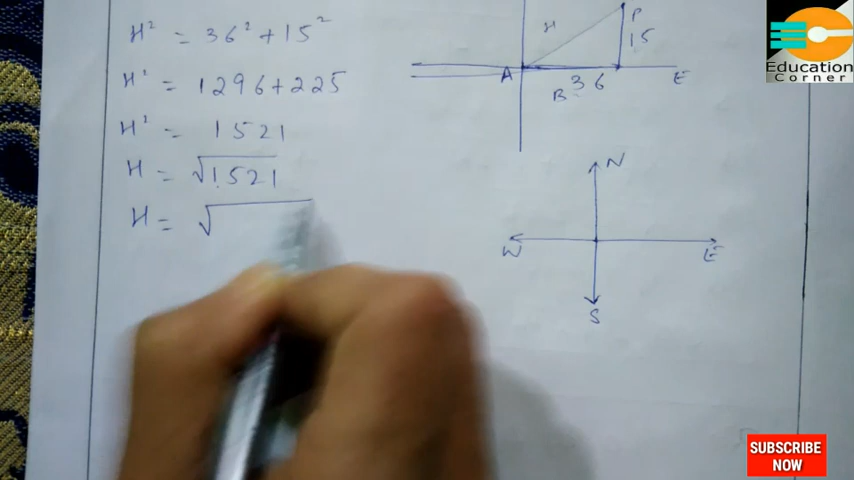 H² = 36² + 15²
H² = 1296 + 225
H² = 1521
H = √1521
H = √
H
P
15
A
B 36
E
N
W
E
S
Education
Corner
SUBSCRIBE
NOW